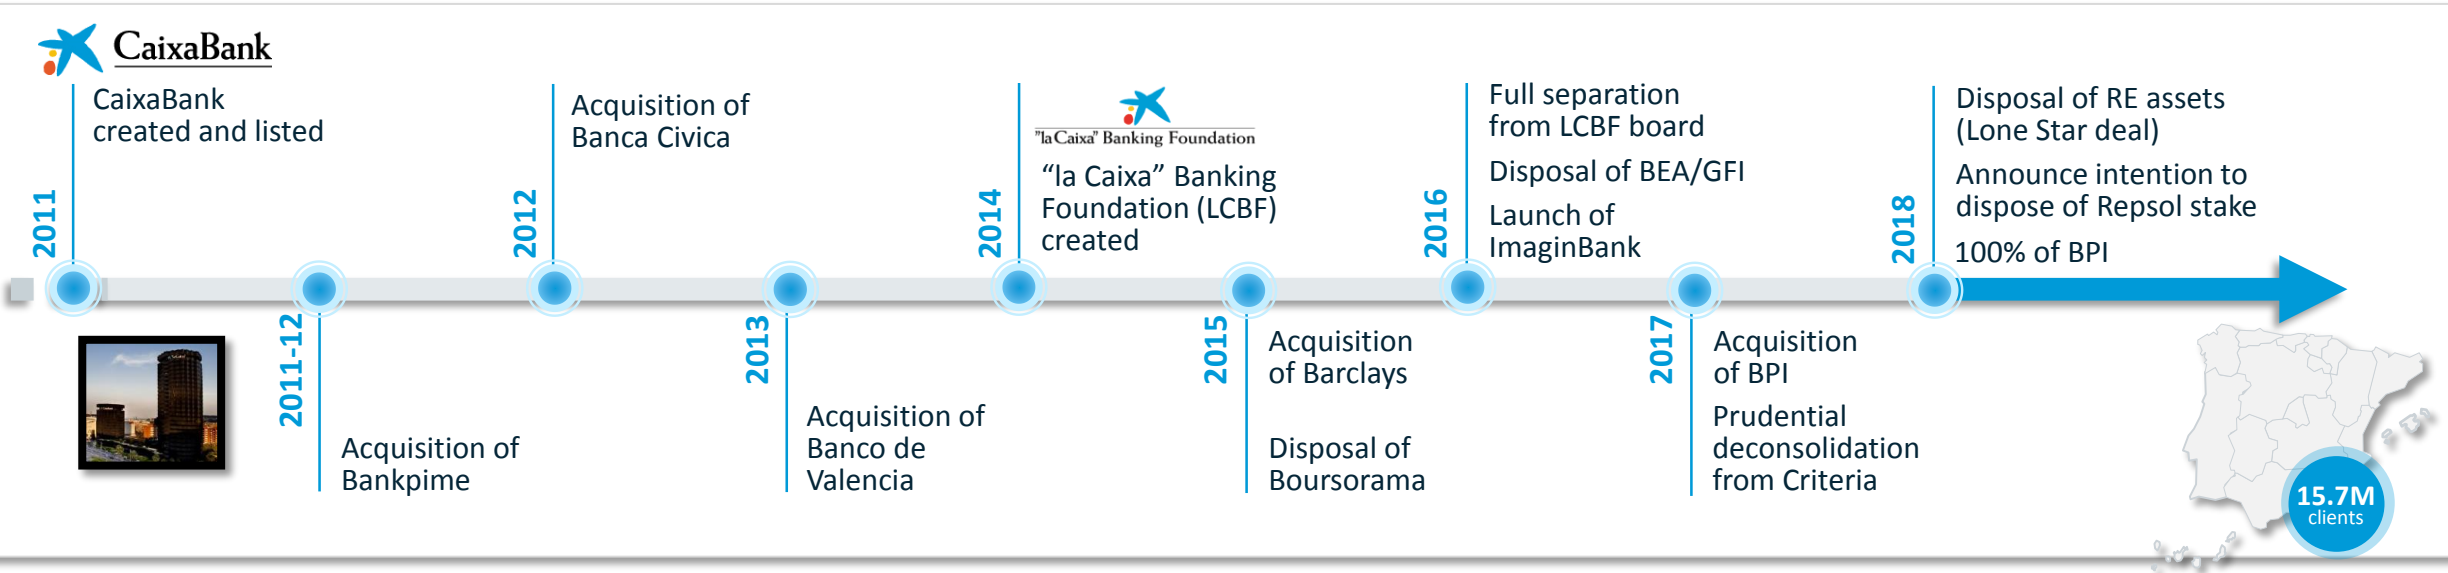 CaixaBank
2011
CaixaBank
created and listed
2011-12
Acquisition of
Bankpime
2012
Acquisition of
Banca Civica
2013
Acquisition of
Banco de
Valencia
2014
"la Caixa" Banking Foundation
“la Caixa” Banking
Foundation (LCBF)
created
2015
Acquisition
of Barclays
Disposal of
Boursorama
2016
Full separation
from LCBF board
Disposal of BEA/GFI
Launch of
ImaginBank
2017
Acquisition
of BPI
Prudential
deconsolidation
from Criteria
2018
Disposal of RE assets
(Lone Star deal)
Announce intention to
dispose of Repsol stake
100% of BPI
15.7M
clients